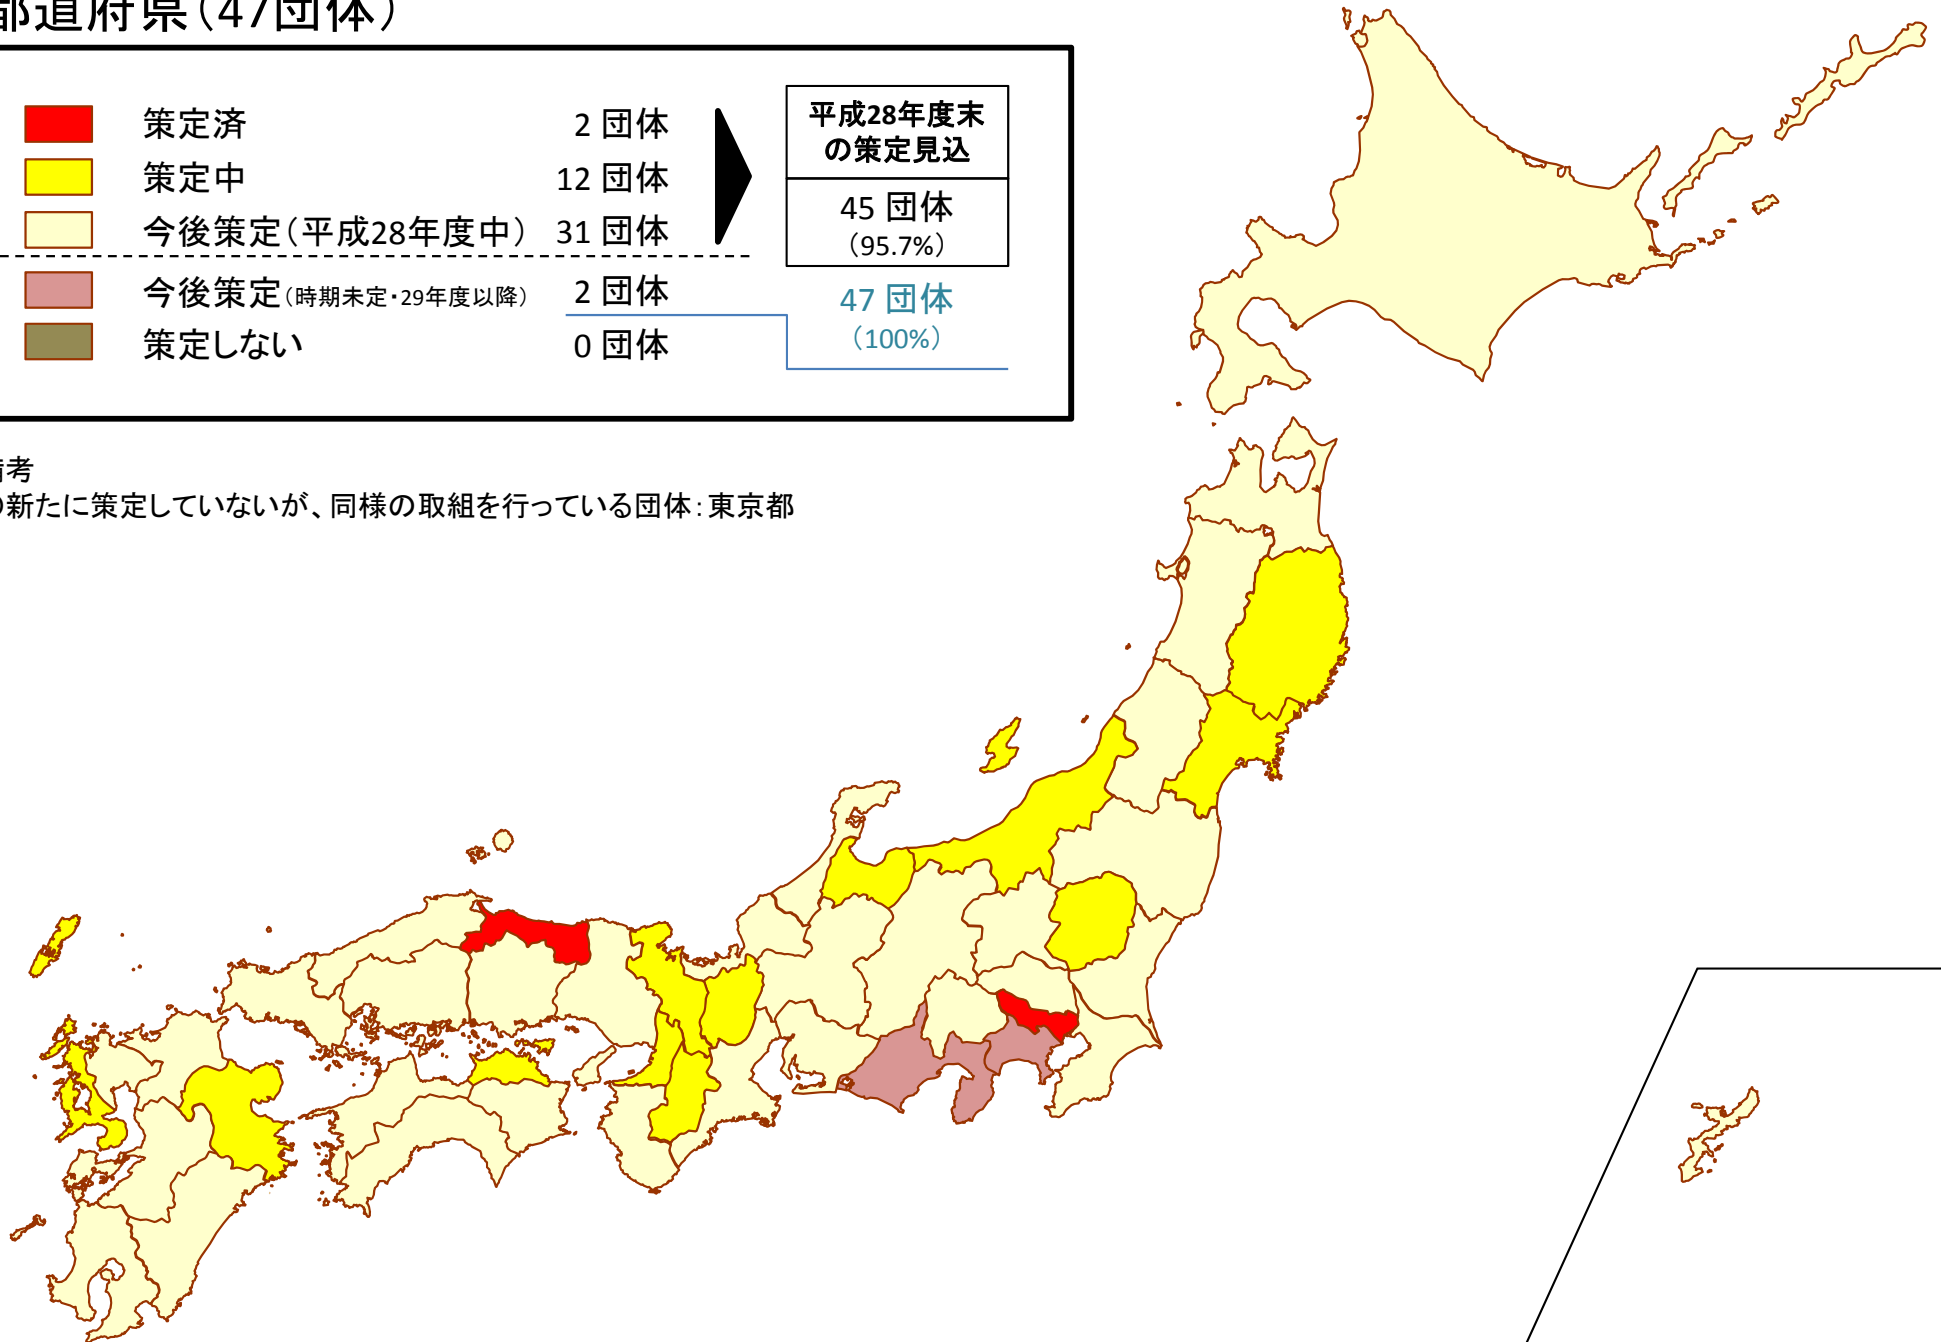 都道府県(47団体)
策定済 2 団体
策定中 12 団体
今後策定(平成28年度中) 31 団体
今後策定(時期未定・29年度以降) 2 団体
策定しない 0 団体
平成28年度末
の策定見込
45 団体
(95.7%)
47 団体
(100%)
備考
の新たに策定していないが、同様の取組を行っている団体:東京都